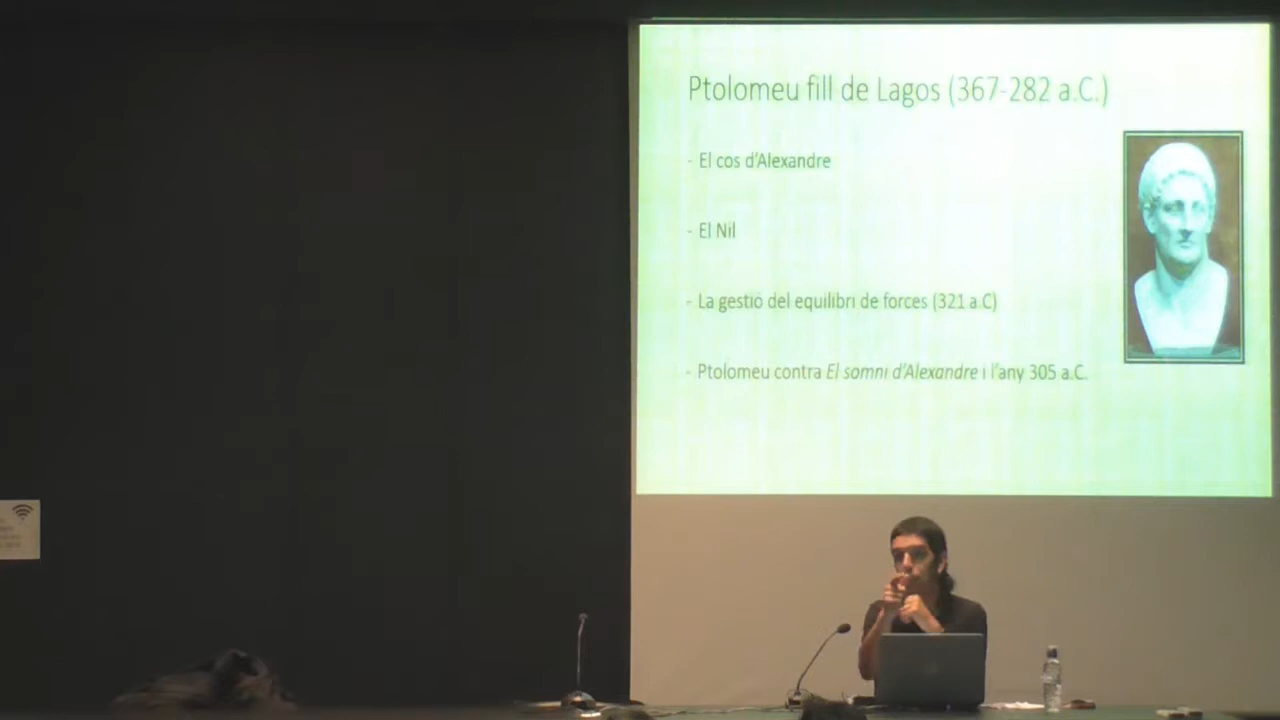 Ptolomeu fill de Lagos (367-282 a.C.)
- El cos d'Alexandre
- El Nil
- La gestió del equilibri de forces (321 a.C)
- Ptolomeu contra El somni d'Alexandre i l'any 305 a.C.